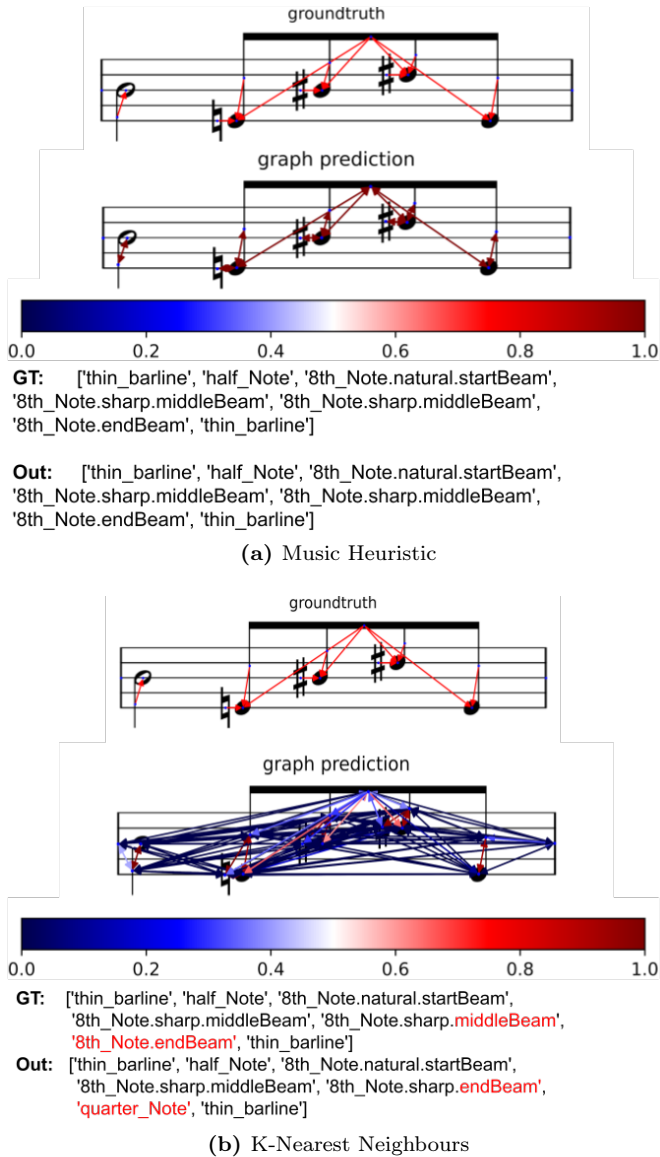 groundtruth
graph prediction
0.0 0.2 0.4 0.6 0.8 1.0
GT: ['thin_barline', 'half_Note', '8th_Note.natural.startBeam',
'8th_Note.sharp.middleBeam', '8th_Note.sharp.middleBeam',
'8th_Note.endBeam', 'thin_barline']
Out: ['thin_barline', 'half_Note', '8th_Note.natural.startBeam',
'8th_Note.sharp.middleBeam', '8th_Note.sharp.middleBeam',
'8th_Note.endBeam', 'thin_barline']
(a) Music Heuristic
groundtruth
graph prediction
0.0 0.2 0.4 0.6 0.8 1.0
GT: ['thin_barline', 'half_Note', '8th_Note.natural.startBeam',
'8th_Note.sharp.middleBeam', '8th_Note.sharp.middleBeam',
'8th_Note.endBeam', 'thin_barline']
Out: ['thin_barline', 'half_Note', '8th_Note.natural.startBeam',
'8th_Note.sharp.middleBeam', '8th_Note.sharp.endBeam',
'quarter_Note', 'thin_barline']
(b) K-Nearest Neighbours